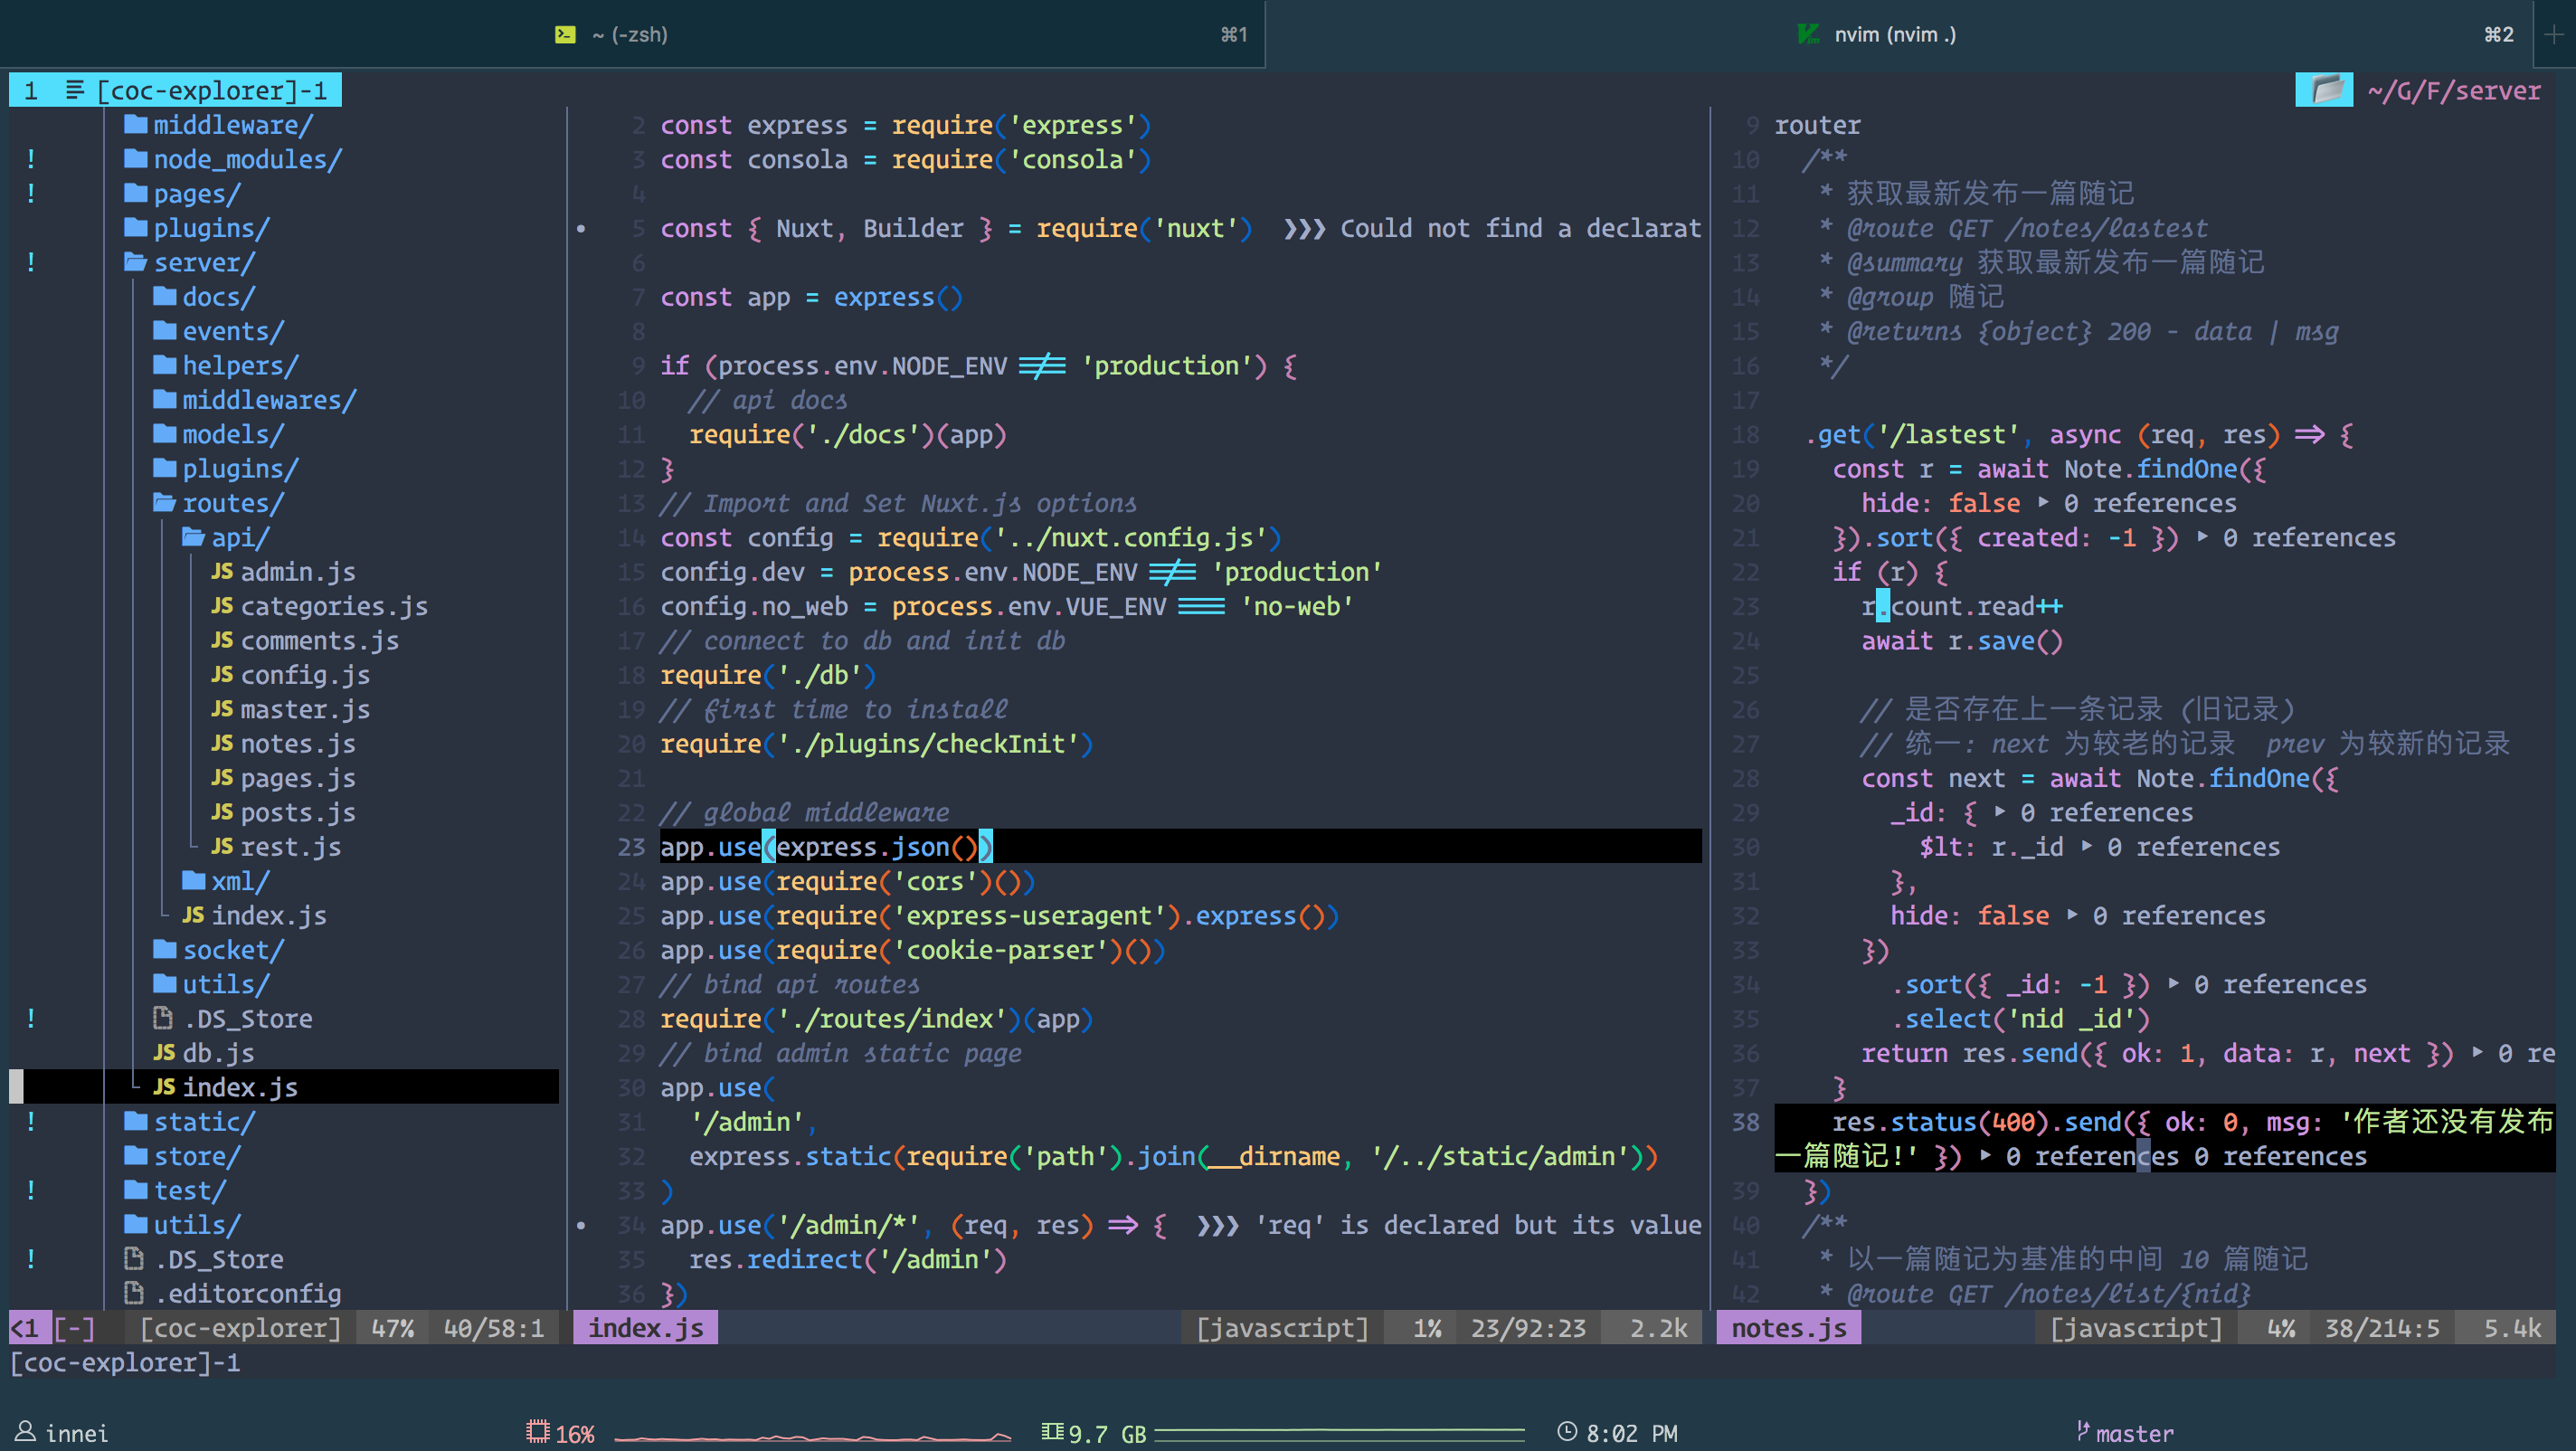 ~ (-zsh) ⌘1 nvim (nvim .) ⌘2 +
1 [coc-explorer]-1 ~/G/F/server
middleware/
! node_modules/
! pages/
plugins/
! server/
docs/
events/
helpers/
middlewares/
models/
plugins/
routes/
api/
JS admin.js
JS categories.js
JS comments.js
JS config.js
JS master.js
JS notes.js
JS pages.js
JS posts.js
JS rest.js
xml/
JS index.js
socket/
utils/
! .DS_Store
JS db.js
JS index.js
! static/
store/
! test/
utils/
! .DS_Store
.editorconfig
2 const express = require('express')
3 const consola = require('consola')
4
• 5 const { Nuxt, Builder } = require('nuxt') ❯❯❯ Could not find a declarat
6
7 const app = express()
8
9 if (process.env.NODE_ENV !== 'production') {
10 // api docs
11 require('./docs')(app)
12 }
13 // Import and Set Nuxt.js options
14 const config = require('../nuxt.config.js')
15 config.dev = process.env.NODE_ENV !== 'production'
16 config.no_web = process.env.VUE_ENV === 'no-web'
17 // connect to db and init db
18 require('./db')
19 // first time to install
20 require('./plugins/checkInit')
21
22 // global middleware
23 app.use(express.json())
24 app.use(require('cors')())
25 app.use(require('express-useragent').express())
26 app.use(require('cookie-parser')())
27 // bind api routes
28 require('./routes/index')(app)
29 // bind admin static page
30 app.use(
31 '/admin',
32 express.static(require('path').join(__dirname, '/../static/admin'))
33 )
• 34 app.use('/admin/*', (req, res) => { ❯❯❯ 'req' is declared but its value
35 res.redirect('/admin')
36 })
9 router
10 /**
11 * 获取最新发布一篇随记
12 * @route GET /notes/lastest
13 * @summary 获取最新发布一篇随记
14 * @group 随记
15 * @returns {object} 200 - data | msg
16 */
17
18 .get('/lastest', async (req, res) => {
19 const r = await Note.findOne({
20 hide: false ‣ 0 references
21 }).sort({ created: -1 }) ‣ 0 references
22 if (r) {
23 r.count.read++
24 await r.save()
25
26 // 是否存在上一条记录 (旧记录)
27 // 统一: next 为较老的记录 prev 为较新的记录
28 const next = await Note.findOne({
29 _id: { ‣ 0 references
30 $lt: r._id ‣ 0 references
31 },
32 hide: false ‣ 0 references
33 })
34 .sort({ _id: -1 }) ‣ 0 references
35 .select('nid _id')
36 return res.send({ ok: 1, data: r, next }) ‣ 0 re
37 }
38 res.status(400).send({ ok: 0, msg: '作者还没有发布
一篇随记!' }) ‣ 0 references 0 references
39 })
40 /**
41 * 以一篇随记为基准的中间 10 篇随记
42 * @route GET /notes/list/{nid}
<1 [-] [coc-explorer] 47% 40/58:1 index.js [javascript] 1% 23/92:23 2.2k notes.js [javascript] 4% 38/214:5 5.4k
[coc-explorer]-1
innei 16% 9.7 GB 8:02 PM master